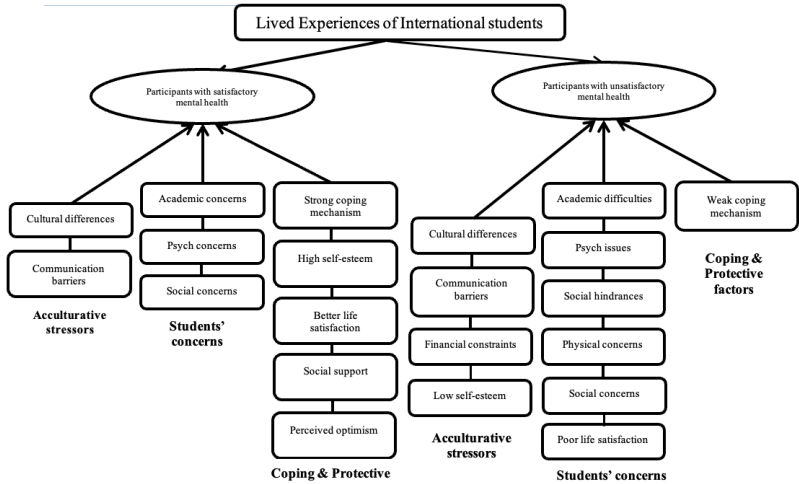 Lived Experiences of International students
Participants with satisfactory
mental health
Participants with unsatisfactory
mental health
Cultural differences
Communication
barriers
Acculturative
stressors
Academic concerns
Psych concerns
Social concerns
Students'
concerns
Strong coping
mechanism
High self-esteem
Better life
satisfaction
Social support
Perceived optimism
Coping & Protective
Cultural differences
Communication
barriers
Financial constraints
Low self-esteem
Acculturative
stressors
Academic difficulties
Psych issues
Social hindrances
Physical concerns
Social concerns
Poor life satisfaction
Students' concerns
Weak coping
mechanism
Coping &
Protective
factors